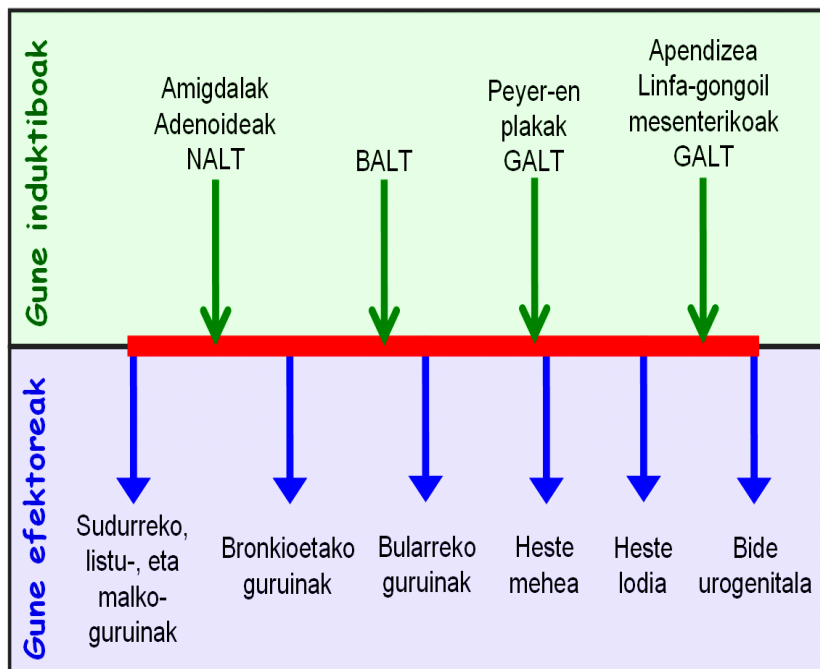 Gune induktiboak
Amigdalak
Adenoideak
NALT
BALT
Peyer-en
plakak
GALT
Apendizea
Linfa-gongoil
mesenterikoak
GALT
Gune efektoreak
Sudurreko,
listu-, eta
malko-
guruinak
Bronkioetako
guruinak
Bularreko
guruinak
Heste
mehea
Heste
lodia
Bide
urogenitala